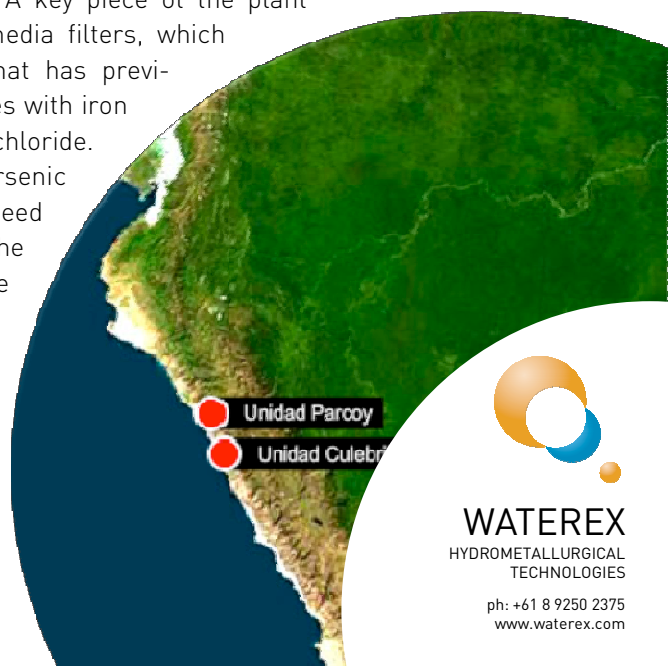 A key piece of the plant
media filters, which
hat has previ-
es with iron
chloride.
rsenic
eed
ne
e
Unidad Parcoy
Unidad Culebri
WATEREX
HYDROMETALLURGICAL
TECHNOLOGIES
ph: +61 8 9250 2375
www.waterex.com